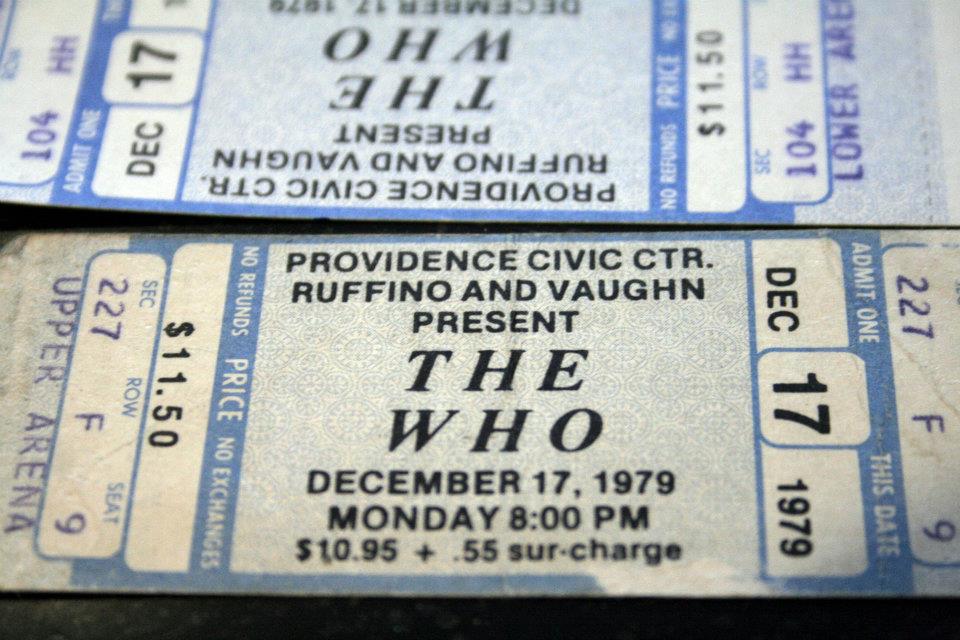 DECEMBER 17, 1979
THE
WHO
PRESENT
RUFFINO AND VAUGHN
PROVIDENCE CIVIC CTR.
ROW
104 HH
ADMIT ONE
DEC 17
NO REFUNDS PRICE
$11.50
SEC ROW
104 HH
LOWER
UPPER ARENA
SEC ROW SEAT
227 F 9
$11.50
NO REFUNDS PRICE NO EXCHANGES
PROVIDENCE CIVIC CTR.
RUFFINO AND VAUGHN
PRESENT
THE
WHO
DECEMBER 17, 1979
MONDAY 8:00 PM
$10.95 + .55 sur-charge
DEC 17 1979
ADMIT ONE THIS DATE
227 F 9